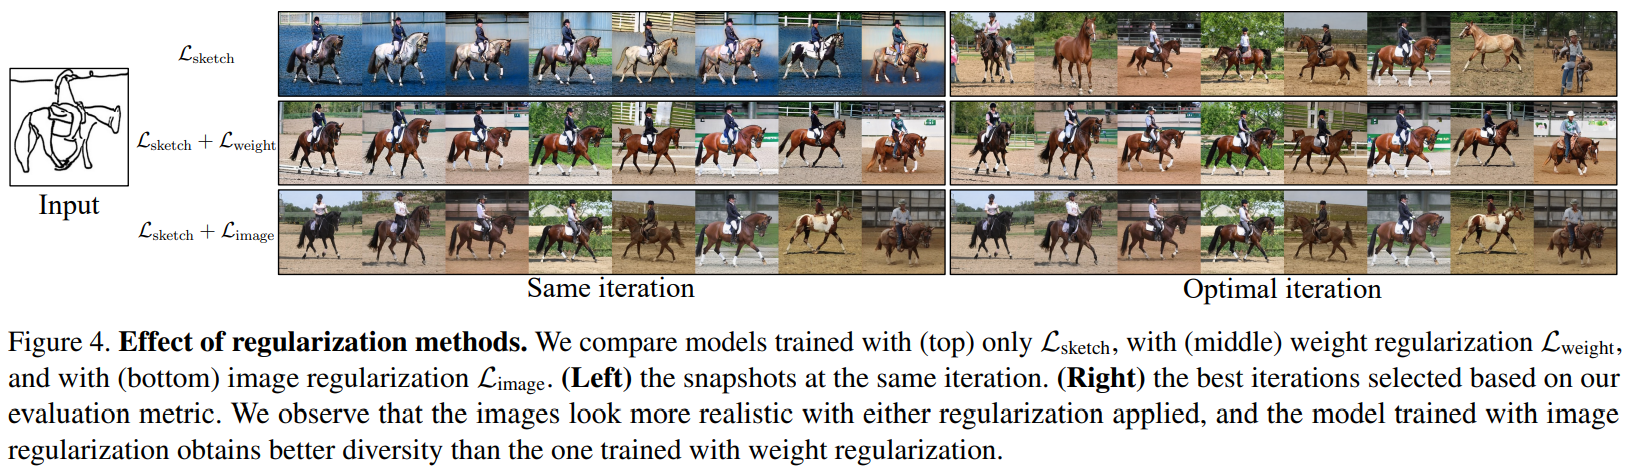 ℒsketch
ℒsketch + ℒweight
ℒsketch + ℒimage
Input
Same iteration
Optimal iteration
Figure 4. Effect of regularization methods. We compare models trained with (top) only ℒsketch, with (middle) weight regularization ℒweight,
and with (bottom) image regularization ℒimage. (Left) the snapshots at the same iteration. (Right) the best iterations selected based on our
evaluation metric. We observe that the images look more realistic with either regularization applied, and the model trained with image
regularization obtains better diversity than the one trained with weight regularization.